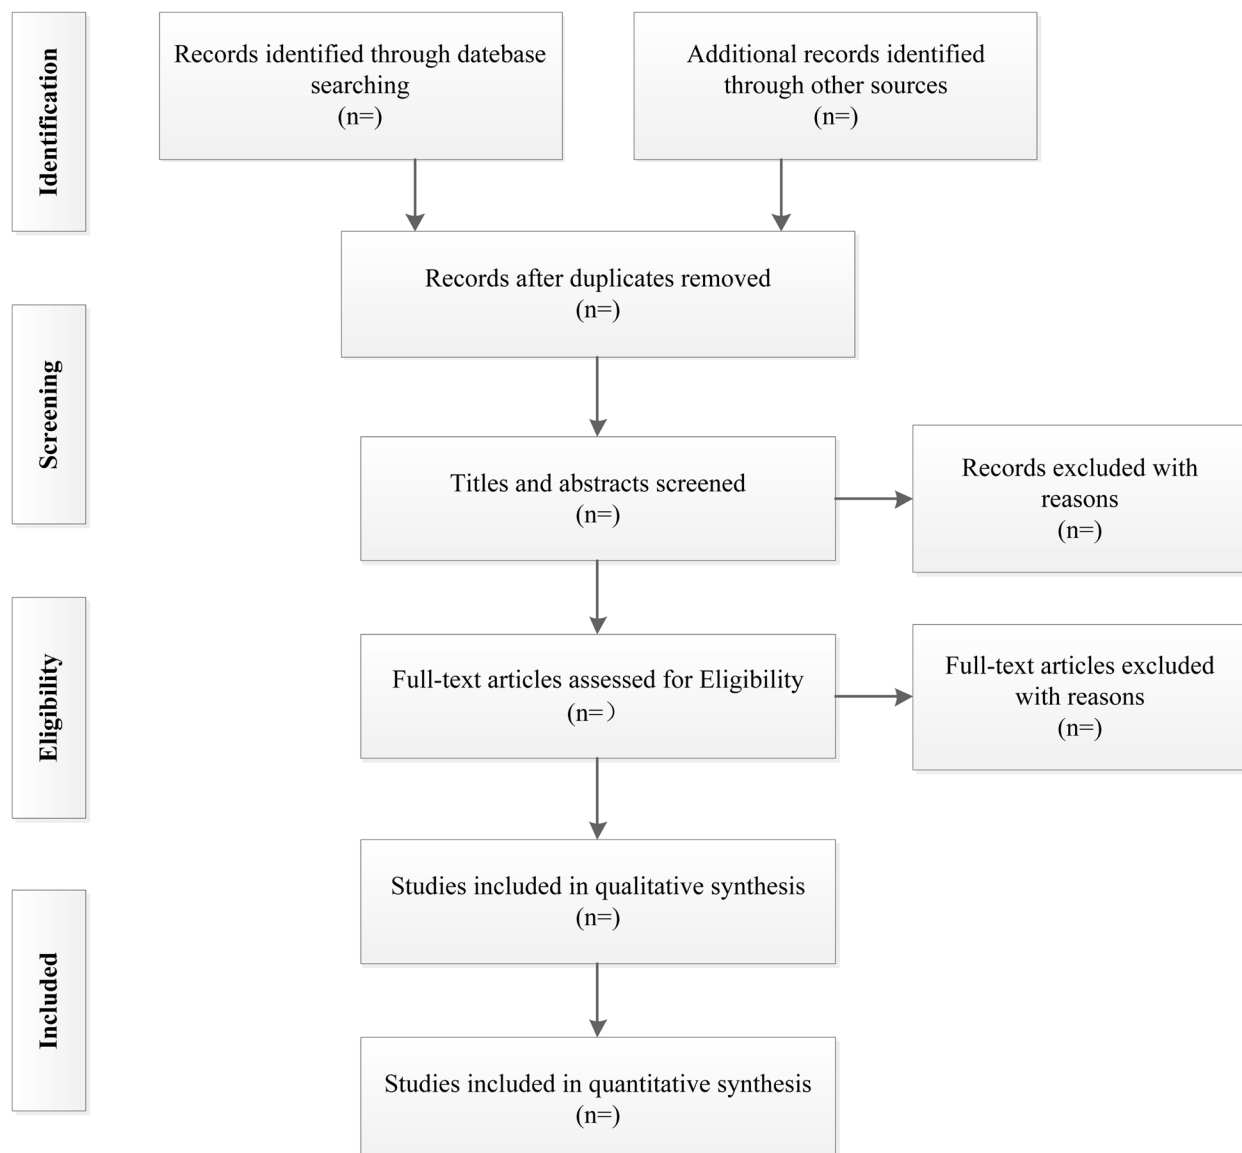 Identification
Records identified through datebase
searching
(n=)
Additional records identified
through other sources
(n=)
Records after duplicates removed
(n=)
Screening
Titles and abstracts screened
(n=)
Records excluded with
reasons
(n=)
Eligibility
Full-text articles assessed for Eligibility
(n=）
Full-text articles excluded
with reasons
(n=)
Included
Studies included in qualitative synthesis
(n=)
Studies included in quantitative synthesis
(n=)